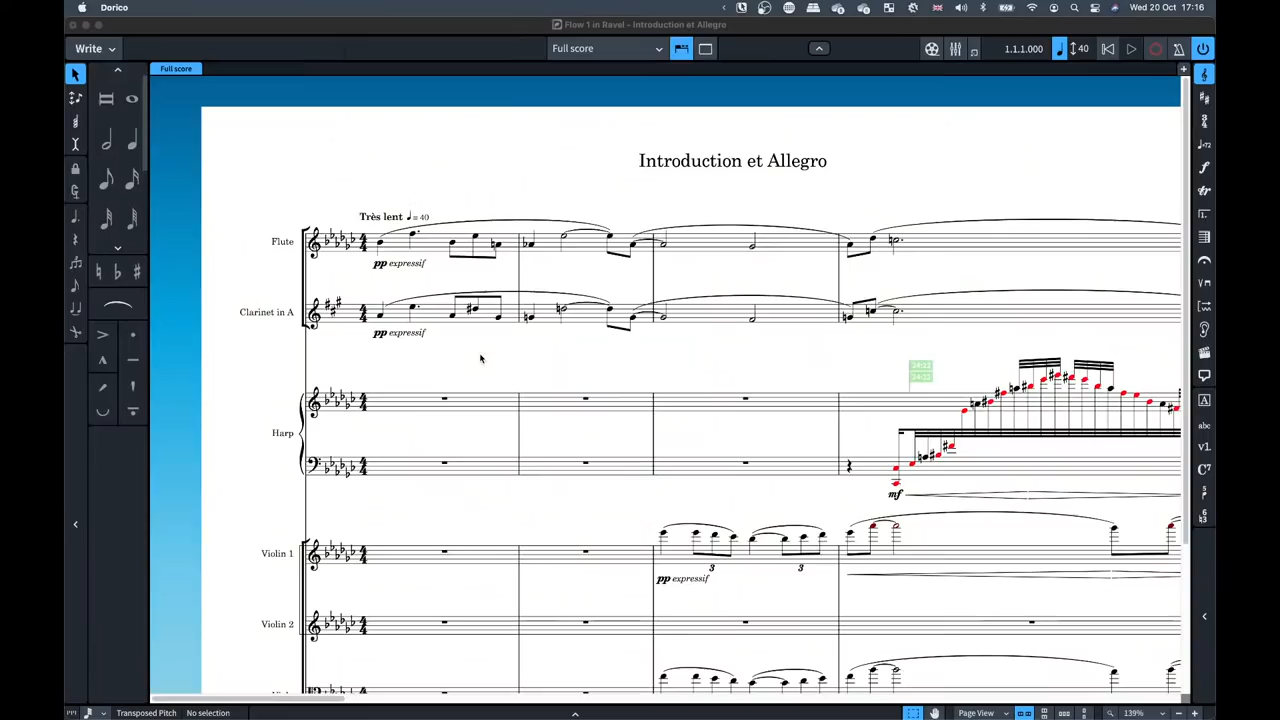 Dorico
Wed 20 Oct 17:16
Flow 1 in Ravel - Introduction et Allegro
Write
Full score
1.1.1.000
40
Full score
Introduction et Allegro
Très lent = 40
Flute
pp expressif
Clarinet in A
pp expressif
Harp
mf
Violin 1
3
3
pp expressif
Violin 2
Transposed Pitch
No selection
Page View
139%